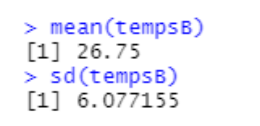 > mean(tempsB)
[1] 26.75
> sd(tempsB)
[1] 6.077155